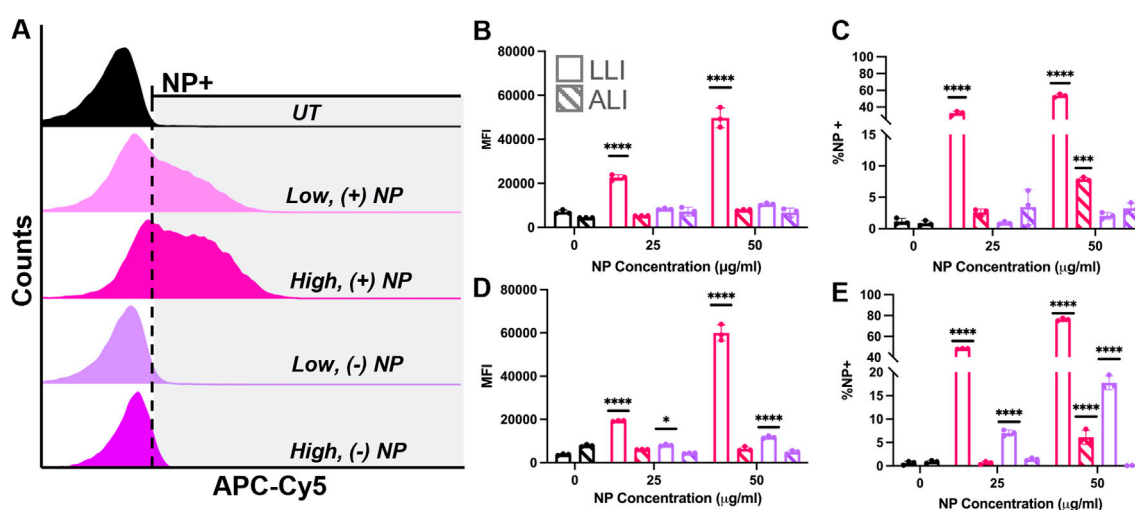 A
NP+
UT
Low, (+) NP
High, (+) NP
Low, (-) NP
High, (-) NP
Counts
APC-Cy5
B
80000
60000
40000
20000
0
MFI
LLI
ALI
****
****
0
25
50
NP Concentration (µg/ml)
C
100
80
60
40
20
15
10
5
0
%NP +
****
****
***
0
25
50
NP Concentration (µg/ml)
D
80000
60000
40000
20000
0
MFI
****
*
****
****
0
25
50
NP Concentration (µg/ml)
E
100
80
60
40
20
15
10
5
0
%NP+
****
****
****
****
****
0
25
50
NP Concentration (µg/ml)